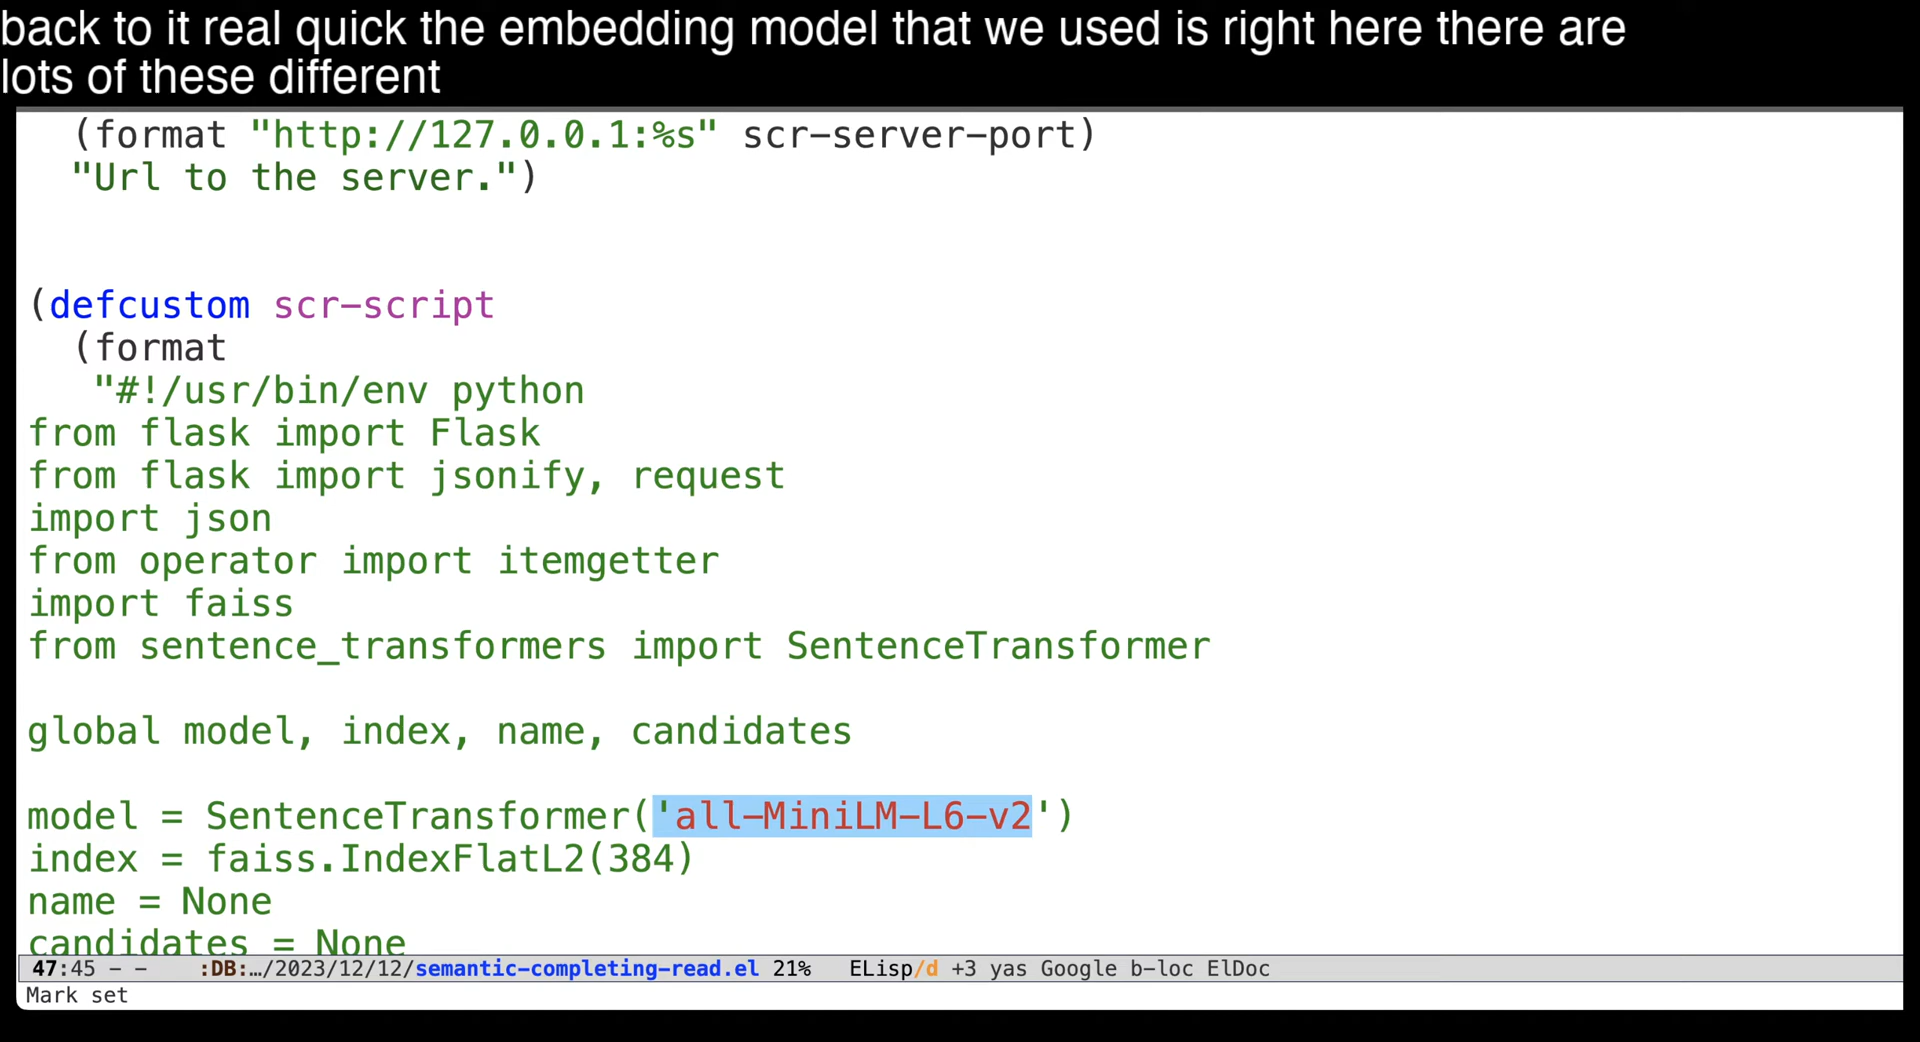 back to it real quick the embedding model that we used is right here there are
lots of these different
(format "http://127.0.0.1:%s" scr-server-port)
"Url to the server.")
(defcustom scr-script
(format
"#!/usr/bin/env python
from flask import Flask
from flask import jsonify, request
import json
from operator import itemgetter
import faiss
from sentence_transformers import SentenceTransformer
global model, index, name, candidates
model = SentenceTransformer('all-MiniLM-L6-v2')
index = faiss.IndexFlatL2(384)
name = None
candidates = None
47:45 - - :DB:…/2023/12/12/semantic-completing-read.el 21% ELisp/d +3 yas Google b-loc ElDoc
Mark set